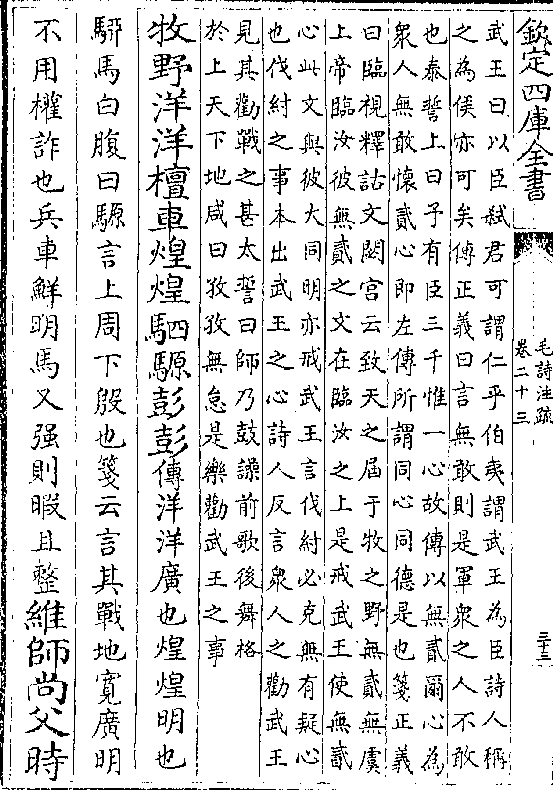 欽定四庫全書
毛詩注疏
卷二十三
三十三
武王曰以臣弑君可謂仁乎伯夷謂武王為臣詩人稱
之為侯亦可矣傳正義曰言無敢則是軍衆之人不敢
也泰誓上曰予有臣三千惟一心故傳以無貳爾心為
衆人無敢懷貳心即左傳所謂同心同德是也箋正義
曰臨視釋詁文閟宫云致天之屆于牧之野無貳無虞
上帝臨汝彼無貳之文在臨汝之上是戒武王使無貳
心此文與彼大同明亦戒武王言伐紂必克無有疑心
也伐紂之事本出武王之心詩人反言衆人之勸武王
見其勸戰之甚太誓曰師乃鼓譟前歌後舞格
於上天下地咸曰孜孜無怠是樂勸武王之事
牧野洋洋檀車煌煌駟騵彭彭傳洋洋廣也煌煌明也
駵馬白腹曰騵言上周下殷也箋云言其戰地寛廣明
不用權詐也兵車鮮明馬又强則暇且整維師尚父時